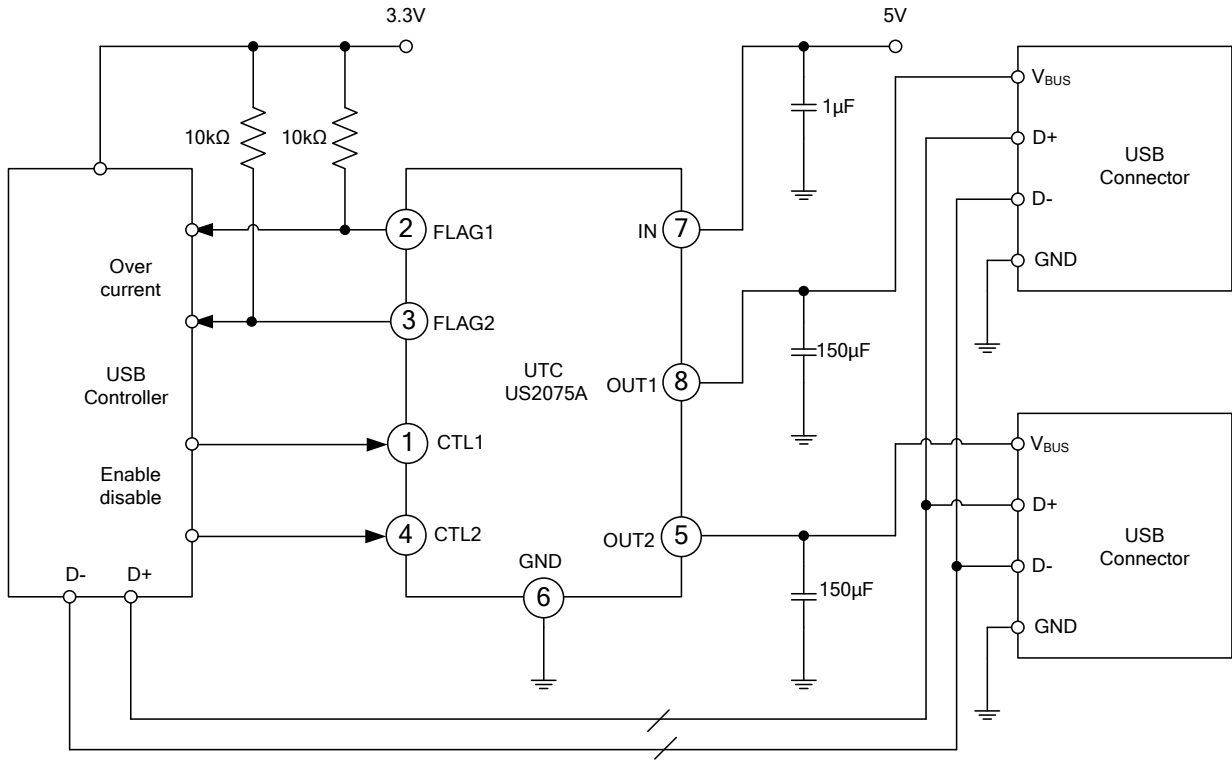 3.3V
5V
10kΩ
10kΩ
1µF
VBUS
D+
D-
GND
USB
Connector
Over
current
USB
Controller
Enable
disable
D-
D+
2
FLAG1
3
FLAG2
1
CTL1
4
CTL2
GND
6
UTC
US2075A
IN
7
OUT1
8
OUT2
5
150µF
150µF
VBUS
D+
D-
GND
USB
Connector